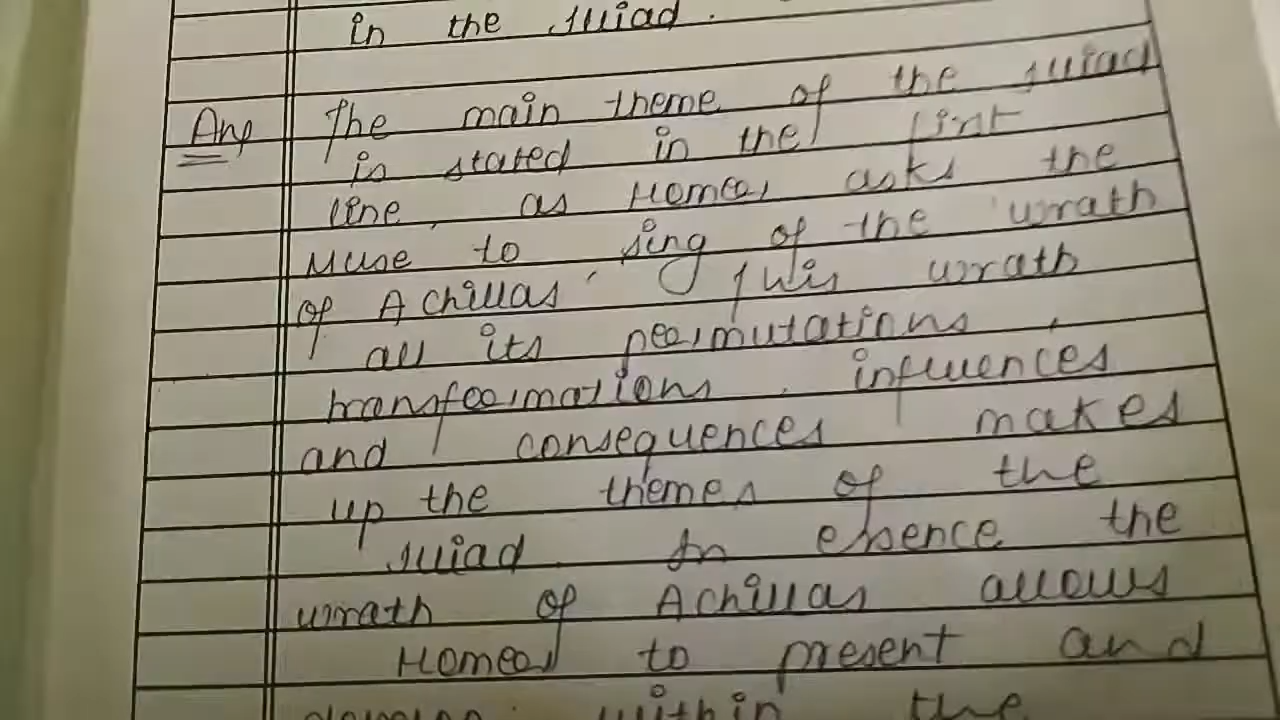 in the Iliad.
Ans The main theme of the Iliad
is stated in the first
line, as Homer asks the
Muse to sing of the wrath
of Achillas'. This wrath
all its permutations,
transformations. influences
and consequences makes
up the themes of the
Iliad. In essence the
wrath of Achillas allows
Homer to present and
within the